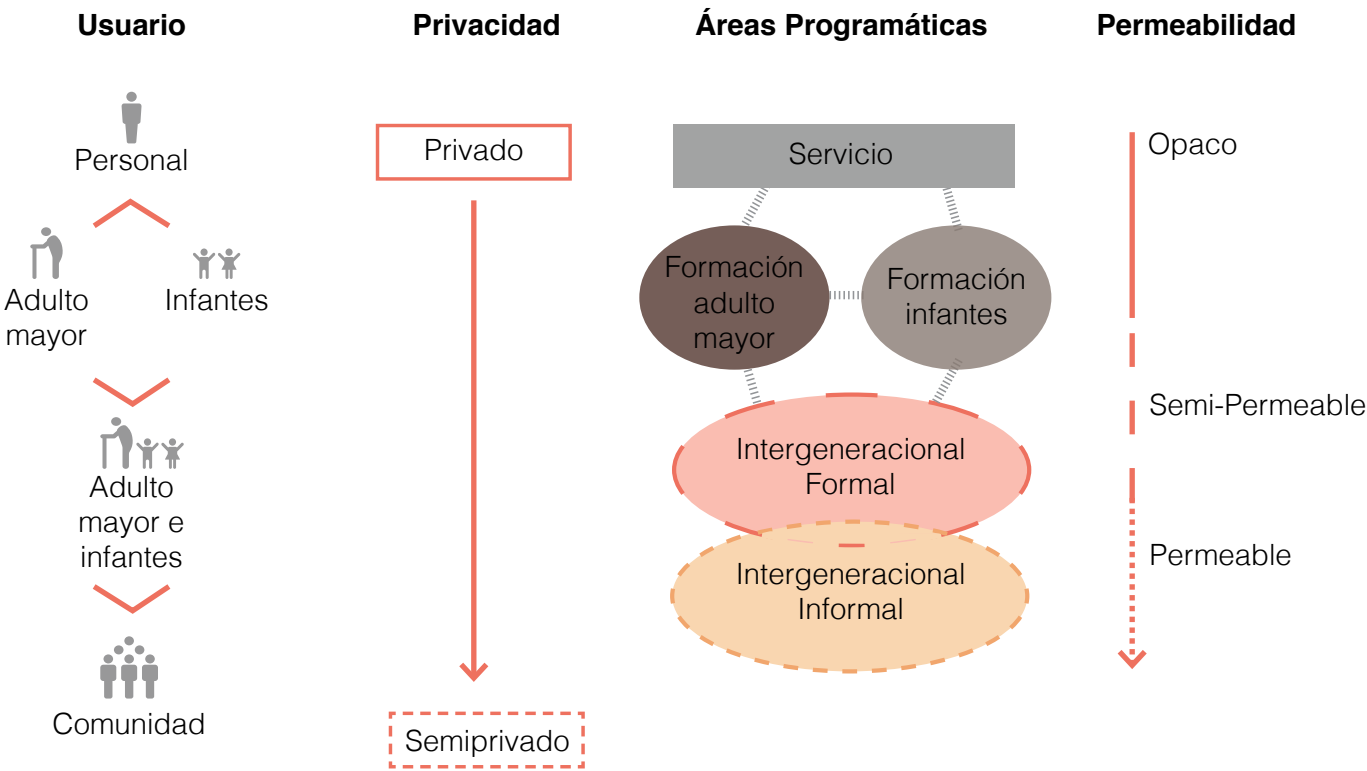 Usuario
Privacidad
Áreas Programáticas
Permeabilidad
Personal
Adulto
mayor
Infantes
Adulto
mayor e
infantes
Comunidad
Privado
Semiprivado
Servicio
Formación
adulto
mayor
Formación
infantes
Intergeneracional
Formal
Intergeneracional
Informal
Opaco
Semi-Permeable
Permeable